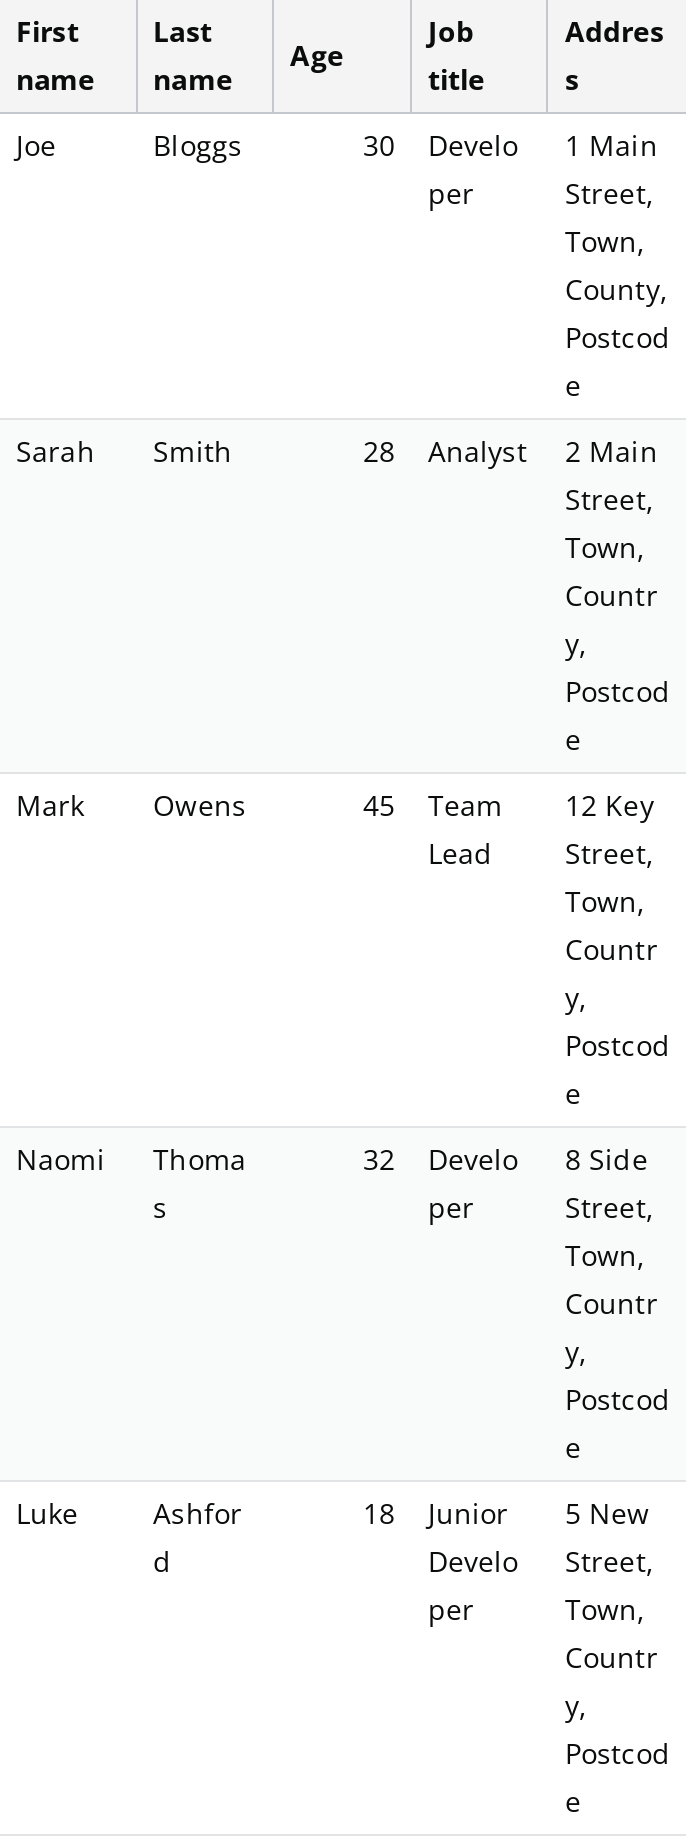 First name | Last name | Age | Job title | Address
Joe | Bloggs | 30 | Developer | 1 Main Street, Town, County, Postcode
Sarah | Smith | 28 | Analyst | 2 Main Street, Town, Country, Postcode
Mark | Owens | 45 | Team Lead | 12 Key Street, Town, Country, Postcode
Naomi | Thomas | 32 | Developer | 8 Side Street, Town, Country, Postcode
Luke | Ashford | 18 | Junior Developer | 5 New Street, Town, Country, Postcode